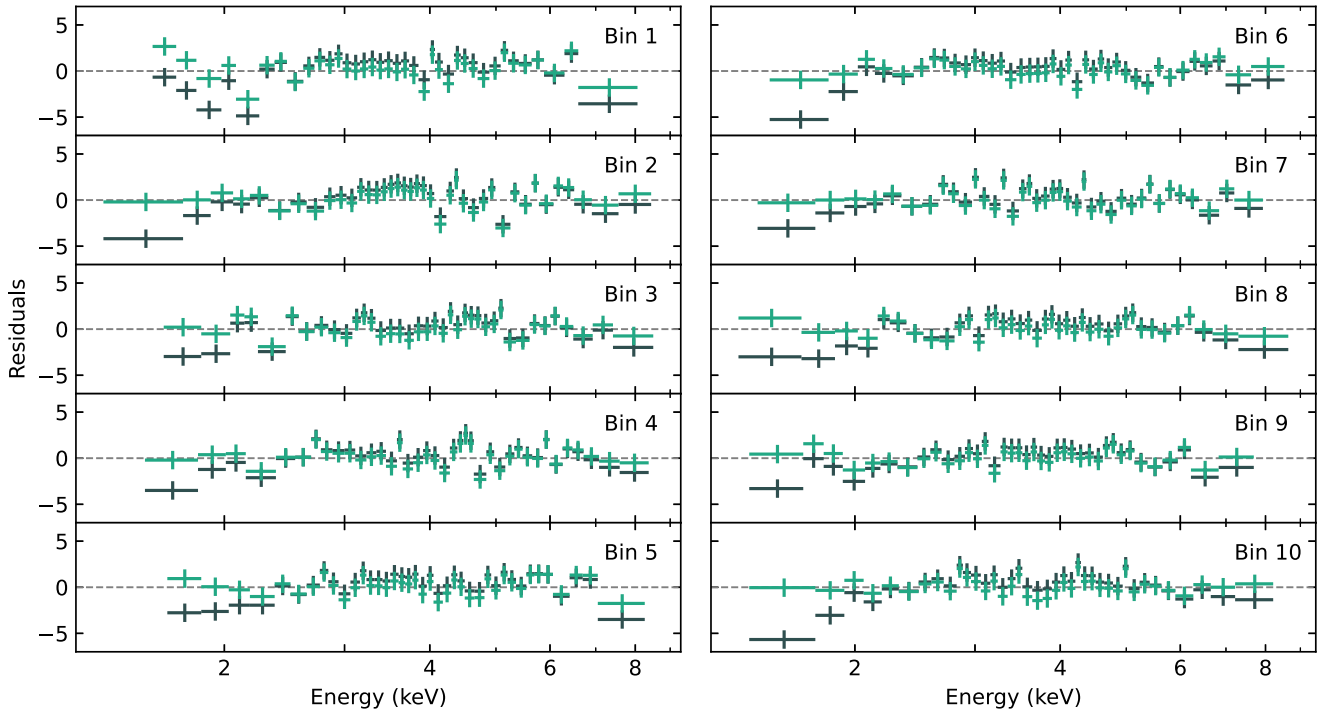 5
0
−5
Bin 1
Bin 6
5
0
−5
Bin 2
Bin 7
Residuals
5
0
−5
Bin 3
Bin 8
5
0
−5
Bin 4
Bin 9
5
0
−5
Bin 5
Bin 10
2 4 6 8
2 4 6 8
Energy (keV)
Energy (keV)